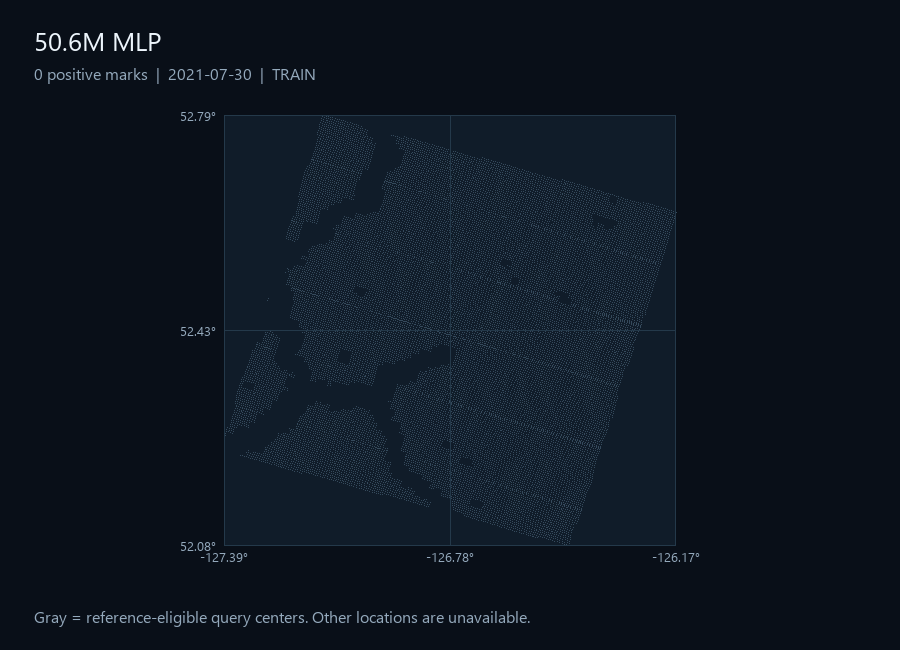 50.6M MLP
0 positive marks | 2021-07-30 | TRAIN
52.79°
52.43°
52.08°
-127.39° -126.78° -126.17°
Gray = reference-eligible query centers. Other locations are unavailable.